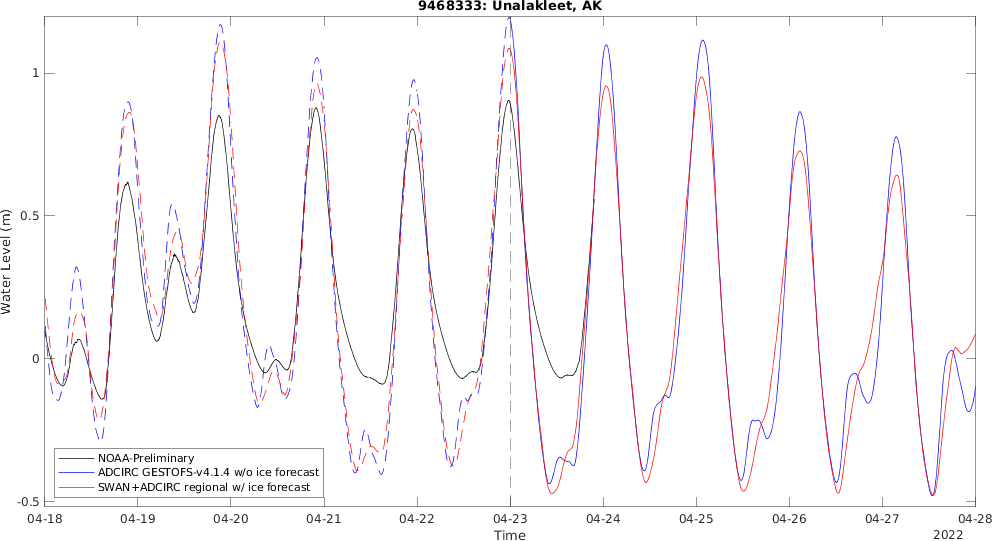 9468333: Unalakleet, AK
Water Level (m)
1
0.5
0
-0.5
NOAA-Preliminary
ADCIRC GESTOFS-v4.1.4 w/o ice forecast
SWAN+ADCIRC regional w/ ice forecast
04-18 04-19 04-20 04-21 04-22 04-23 04-24 04-25 04-26 04-27 04-28
Time
2022